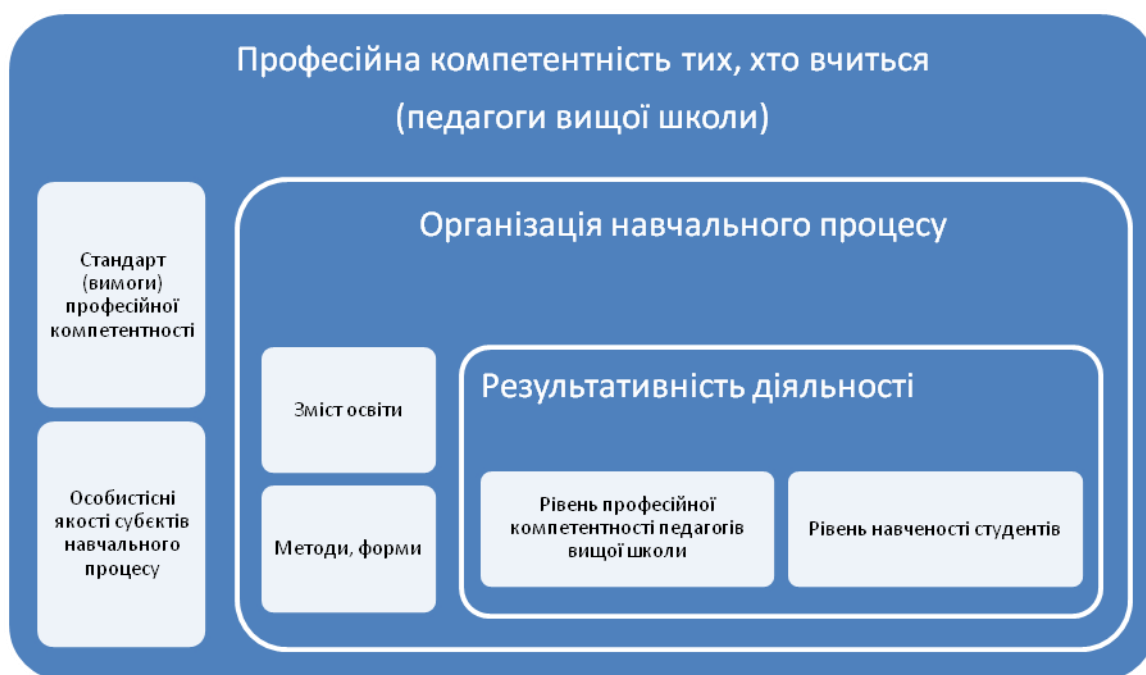 Професійна компетентність тих, хто вчиться
(педагоги вищої школи)
Стандарт
(вимоги)
професійної
компетентності
Особистісні
якості субєктів
навчального
процесу
Організація навчального процесу
Зміст освіти
Методи, форми
Результативність діяльності
Рівень професійної
компетентності педагогів
вищої школи
Рівень навченості студентів